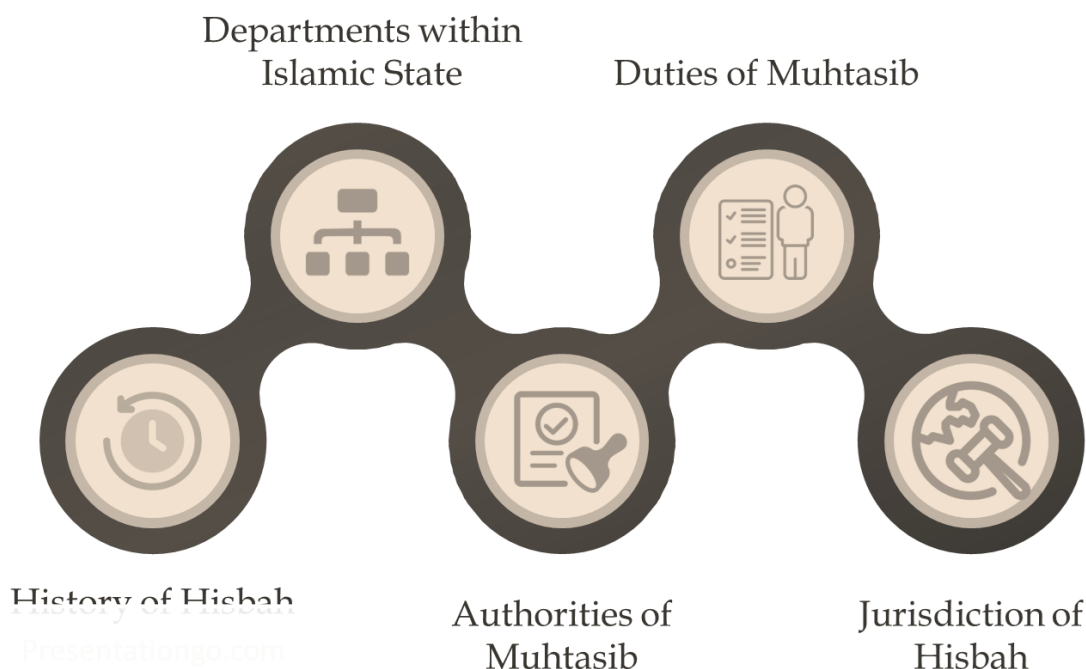 Departments within
Islamic State
Duties of Muhtasib
History of Hisbah
Authorities of
Muhtasib
Jurisdiction of
Hisbah
Presentationgo.com